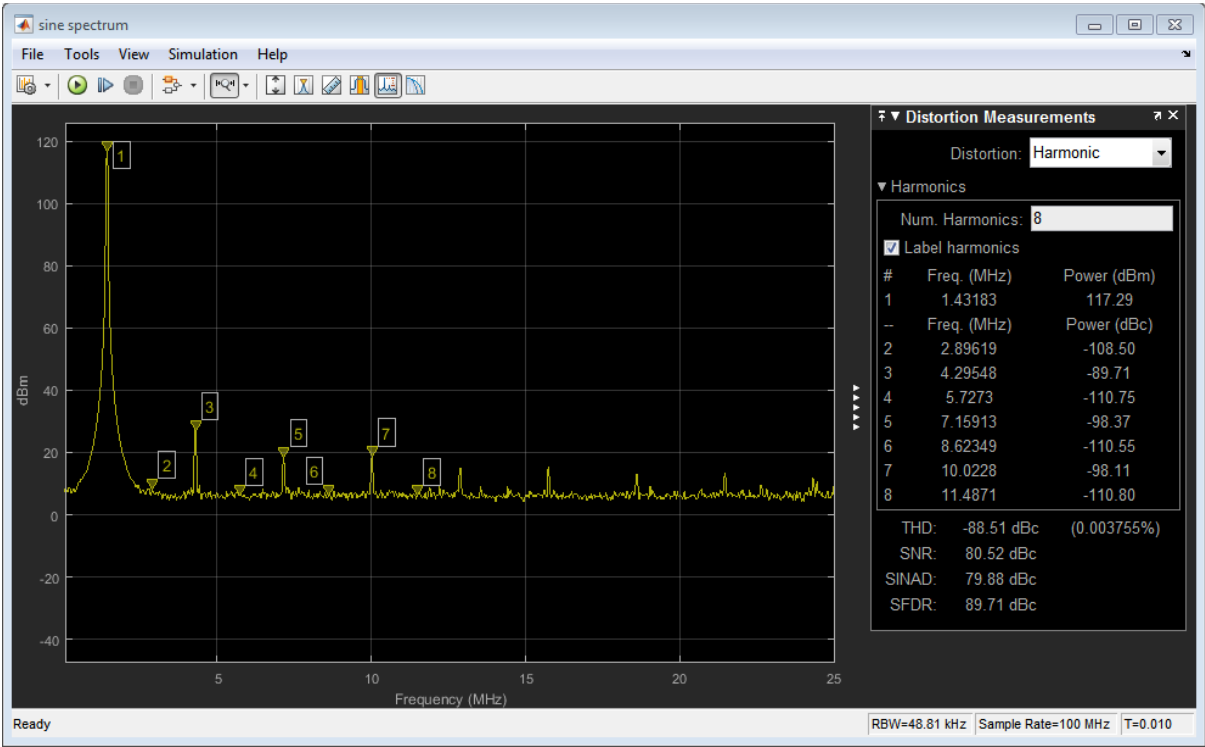 sine spectrum
File Tools View Simulation Help
120
100
80
60
40
20
0
-20
-40
dBm
1
2
3
4
5
6
7
8
5
10
15
20
25
Frequency (MHz)
Distortion Measurements
Distortion: Harmonic
Harmonics
Num. Harmonics: 8
Label harmonics
# Freq. (MHz) Power (dBm)
1 1.43183 117.29
-- Freq. (MHz) Power (dBc)
2 2.89619 -108.50
3 4.29548 -89.71
4 5.7273 -110.75
5 7.15913 -98.37
6 8.62349 -110.55
7 10.0228 -98.11
8 11.4871 -110.80
THD: -88.51 dBc (0.003755%)
SNR: 80.52 dBc
SINAD: 79.88 dBc
SFDR: 89.71 dBc
Ready
RBW=48.81 kHz Sample Rate=100 MHz T=0.010